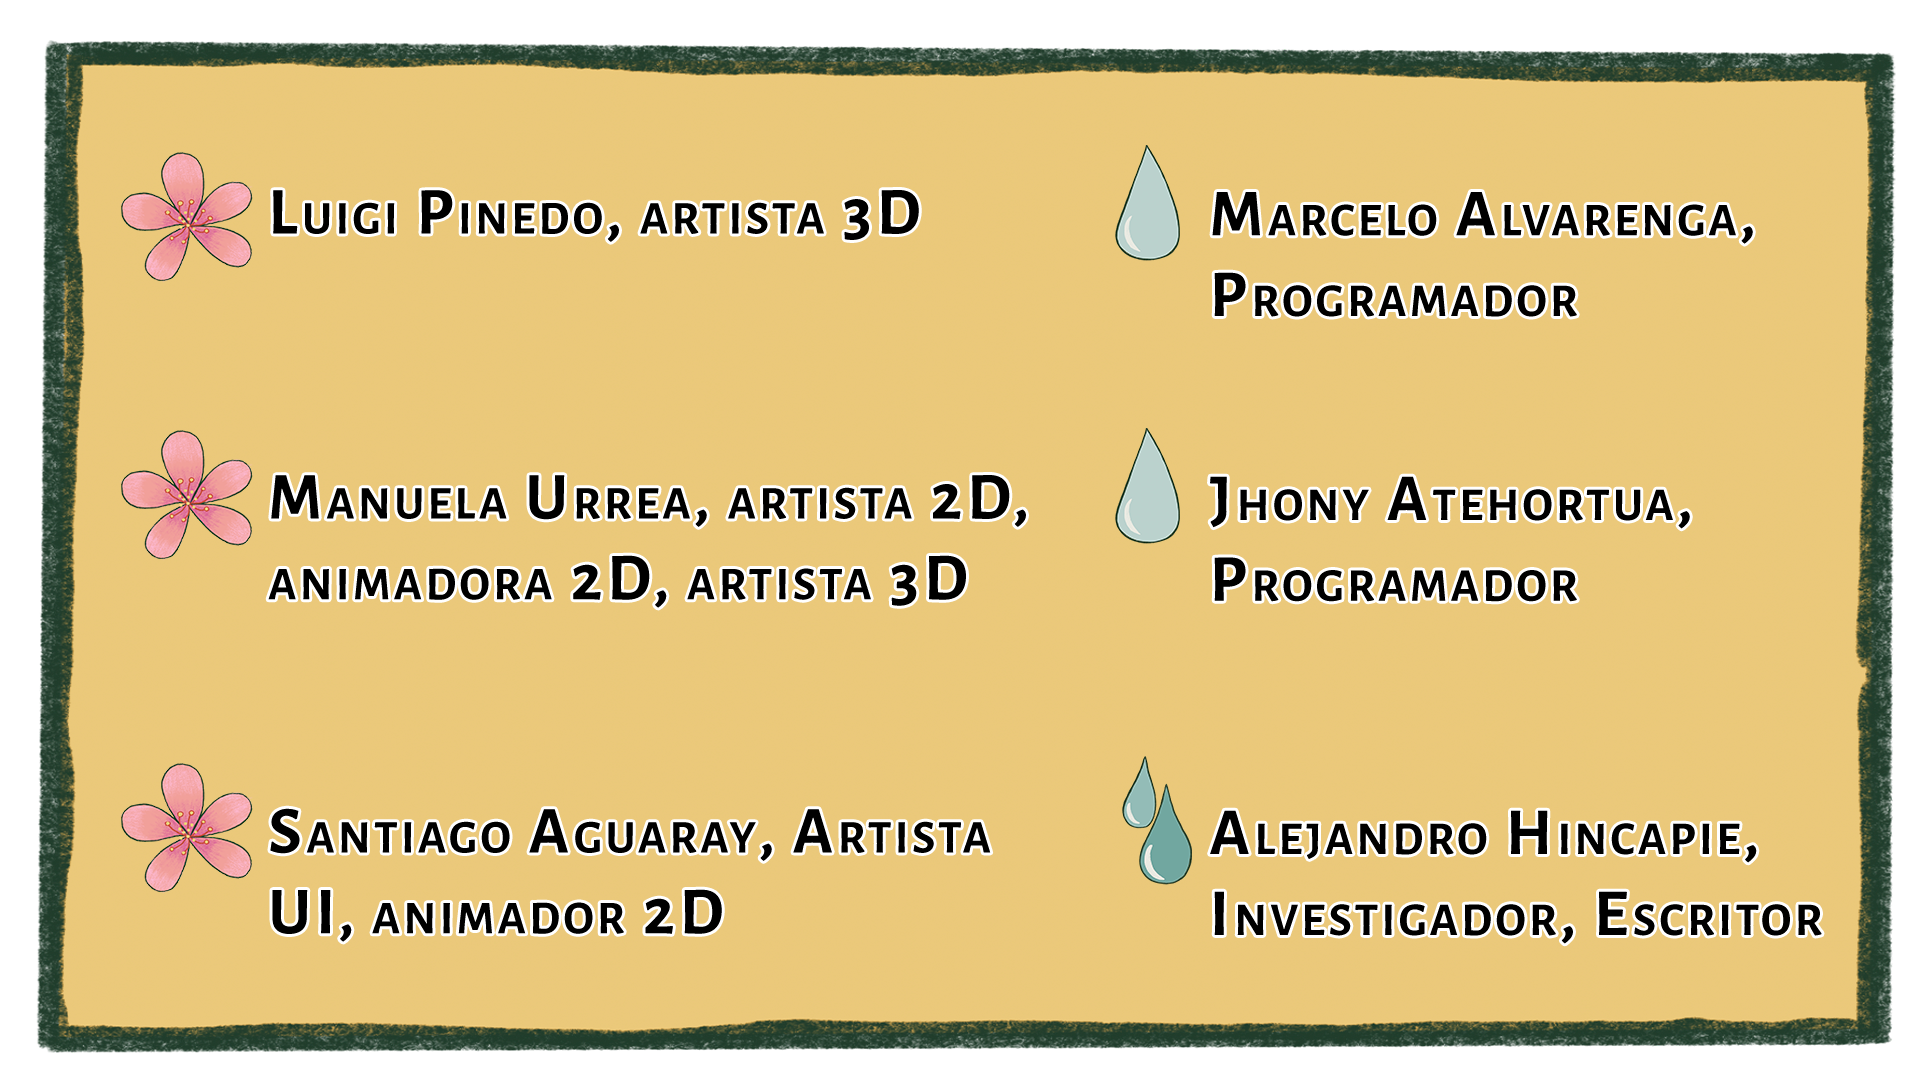 Luigi Pinedo, artista 3D
Manuela Urrea, artista 2D,
animadora 2D, artista 3D
Santiago Aguaray, Artista
UI, animador 2D
Marcelo Alvarenga,
Programador
Jhony Atehortua,
Programador
Alejandro Hincapie,
Investigador, Escritor